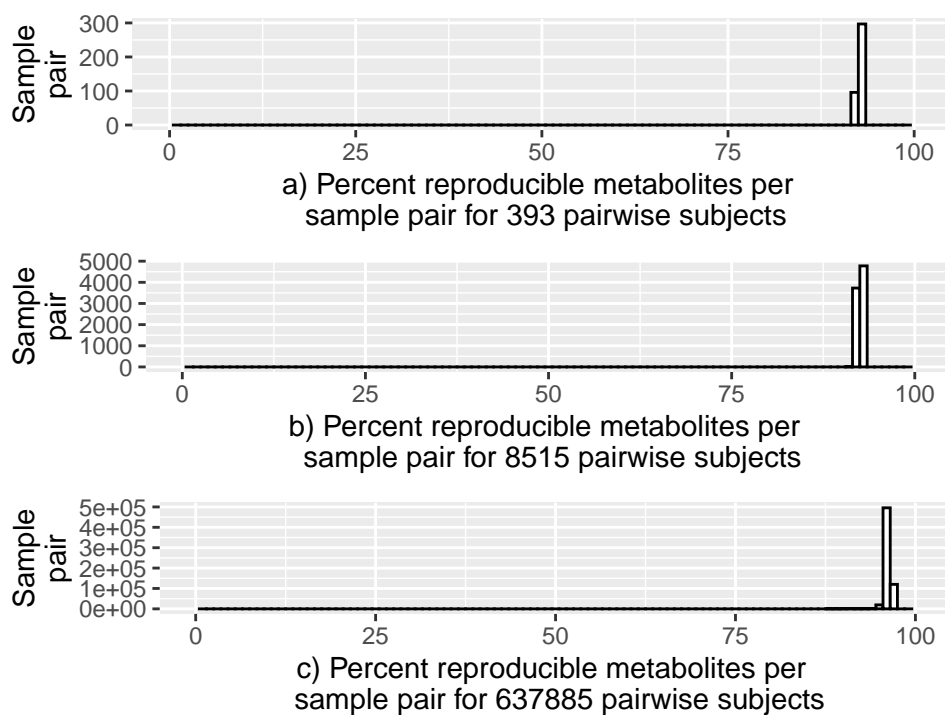 Sample
pair
300
200
100
0
0 25 50 75 100
a) Percent reproducible metabolites per
sample pair for 393 pairwise subjects
Sample
pair
5000
4000
3000
2000
1000
0
0 25 50 75 100
b) Percent reproducible metabolites per
sample pair for 8515 pairwise subjects
Sample
pair
5e+05
4e+05
3e+05
2e+05
1e+05
0e+00
0 25 50 75 100
c) Percent reproducible metabolites per
sample pair for 637885 pairwise subjects